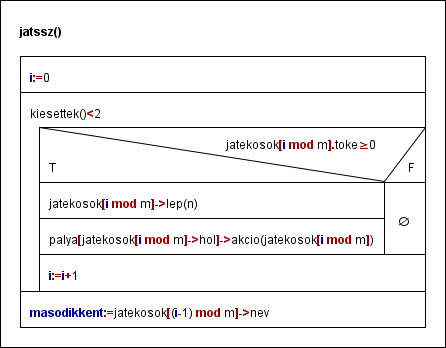 jatssz()
i:=0
kiesettek()<2
jatekosok[i mod m].toke≥0
T
F
jatekosok[i mod m]->lep(n)
∅
palya[jatekosok[i mod m]->hol]->akcio(jatekosok[i mod m])
i:=i+1
masodikkent:=jatekosok[(i-1) mod m]->nev